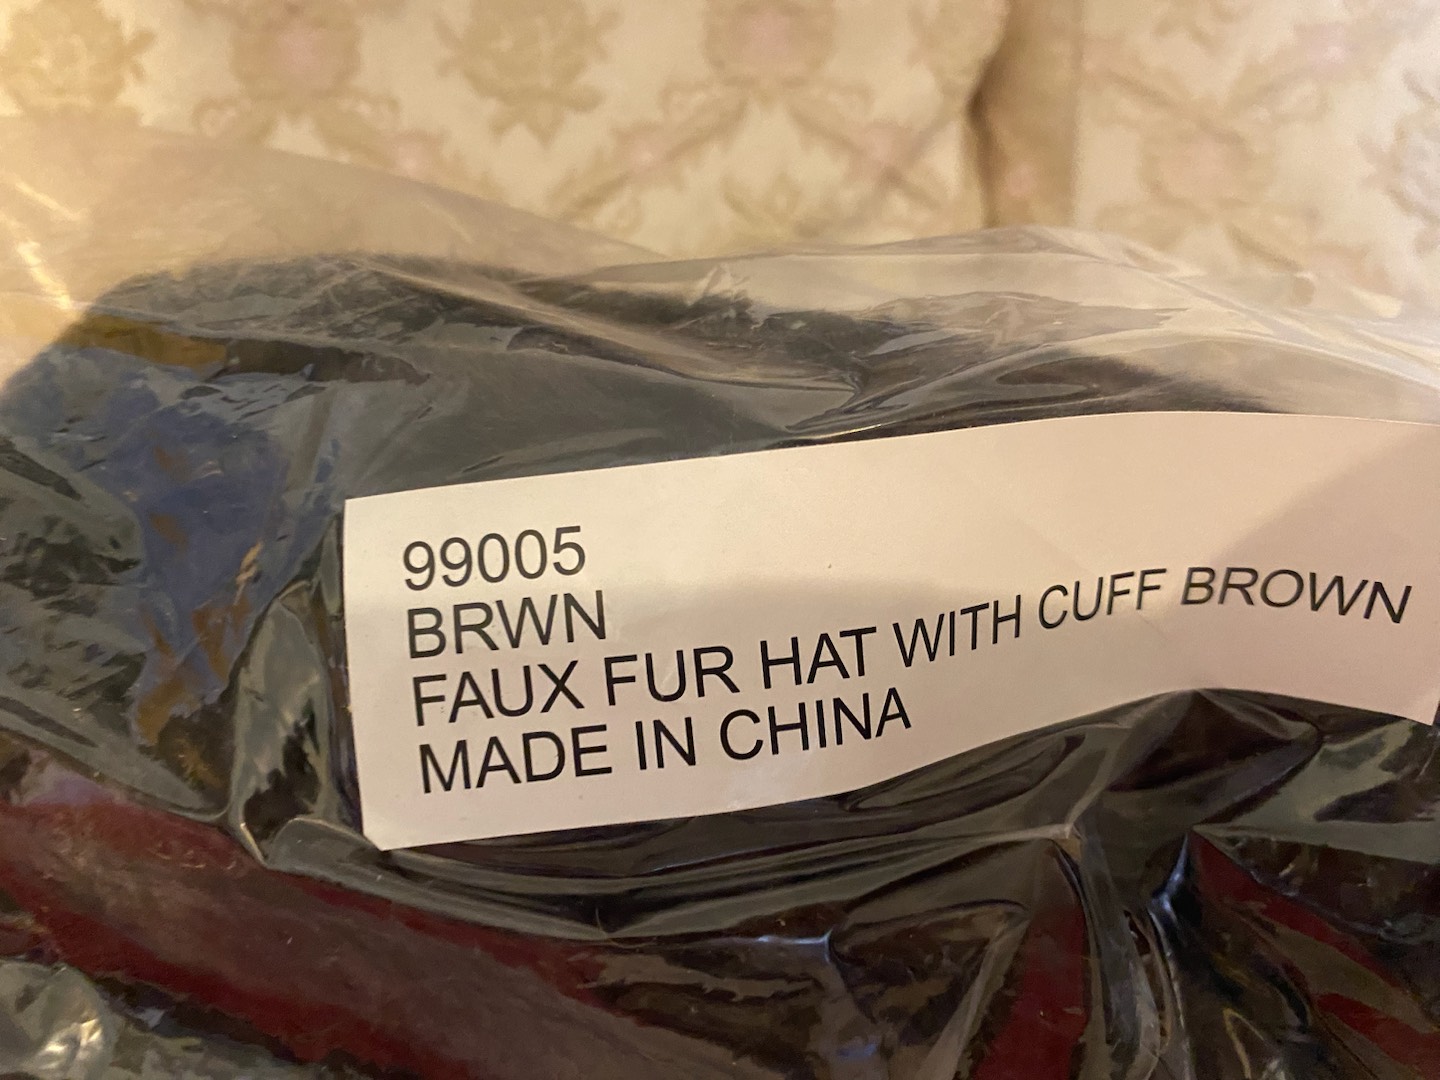 99005
BRWN
FAUX FUR HAT WITH CUFF BROWN
MADE IN CHINA